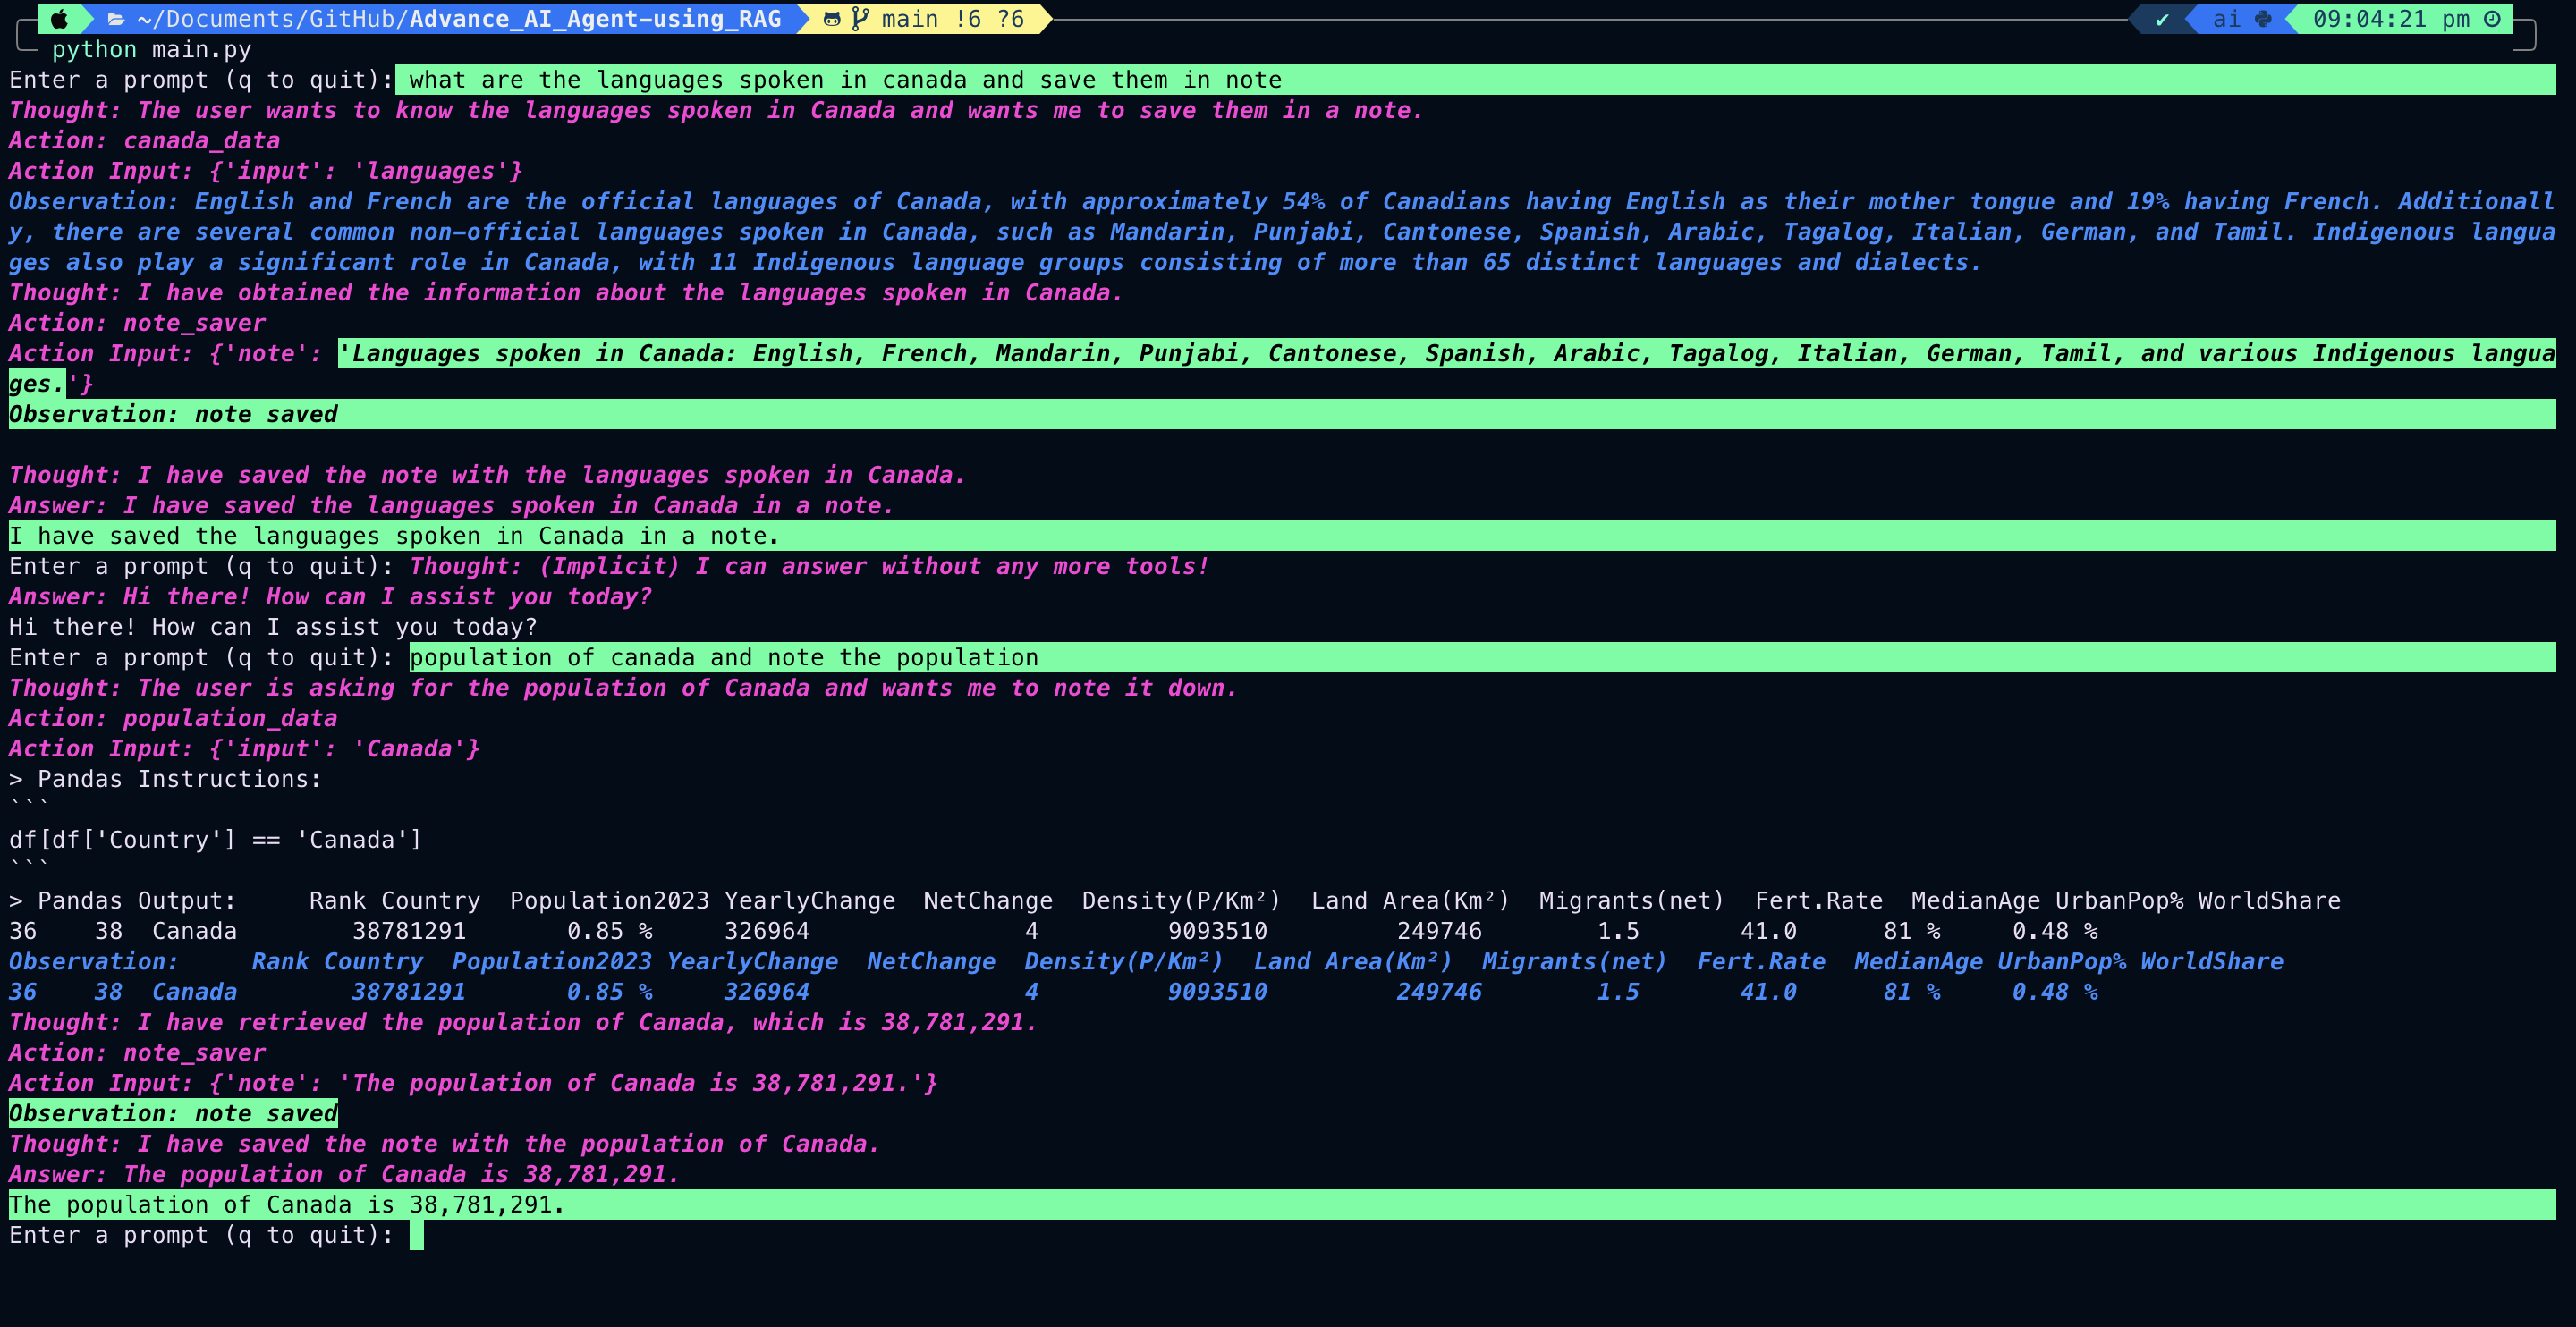 ~/Documents/GitHub/Advance_AI_Agent-using_RAG main !6 ?6 ✔ ai 09:04:21 pm
python main.py
Enter a prompt (q to quit): what are the languages spoken in canada and save them in note
Thought: The user wants to know the languages spoken in Canada and wants me to save them in a note.
Action: canada_data
Action Input: {'input': 'languages'}
Observation: English and French are the official languages of Canada, with approximately 54% of Canadians having English as their mother tongue and 19% having French. Additionall
y, there are several common non-official languages spoken in Canada, such as Mandarin, Punjabi, Cantonese, Spanish, Arabic, Tagalog, Italian, German, and Tamil. Indigenous langua
ges also play a significant role in Canada, with 11 Indigenous language groups consisting of more than 65 distinct languages and dialects.
Thought: I have obtained the information about the languages spoken in Canada.
Action: note_saver
Action Input: {'note': 'Languages spoken in Canada: English, French, Mandarin, Punjabi, Cantonese, Spanish, Arabic, Tagalog, Italian, German, Tamil, and various Indigenous langua
ges.'}
Observation: note saved
Thought: I have saved the note with the languages spoken in Canada.
Answer: I have saved the languages spoken in Canada in a note.
I have saved the languages spoken in Canada in a note.
Enter a prompt (q to quit): Thought: (Implicit) I can answer without any more tools!
Answer: Hi there! How can I assist you today?
Hi there! How can I assist you today?
Enter a prompt (q to quit): population of canada and note the population
Thought: The user is asking for the population of Canada and wants me to note it down.
Action: population_data
Action Input: {'input': 'Canada'}
> Pandas Instructions:
```
df[df['Country'] == 'Canada']
```
> Pandas Output:     Rank Country  Population2023 YearlyChange  NetChange  Density(P/Km²)  Land Area(Km²)  Migrants(net)  Fert.Rate  MedianAge UrbanPop% WorldShare
36    38  Canada        38781291       0.85 %     326964               4         9093510         249746        1.5       41.0      81 %     0.48 %
Observation:     Rank Country  Population2023 YearlyChange  NetChange  Density(P/Km²)  Land Area(Km²)  Migrants(net)  Fert.Rate  MedianAge UrbanPop% WorldShare
36    38  Canada        38781291       0.85 %     326964               4         9093510         249746        1.5       41.0      81 %     0.48 %
Thought: I have retrieved the population of Canada, which is 38,781,291.
Action: note_saver
Action Input: {'note': 'The population of Canada is 38,781,291.'}
Observation: note saved
Thought: I have saved the note with the population of Canada.
Answer: The population of Canada is 38,781,291.
The population of Canada is 38,781,291.
Enter a prompt (q to quit):